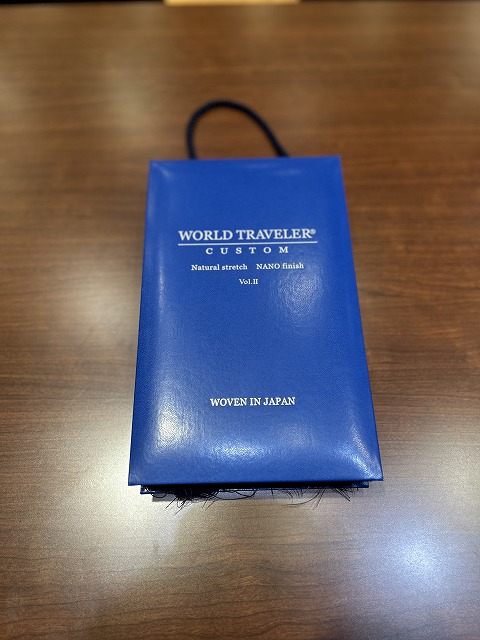 WORLD TRAVELER®
CUSTOM
Natural stretch NANO finish
Vol.II
WOVEN IN JAPAN